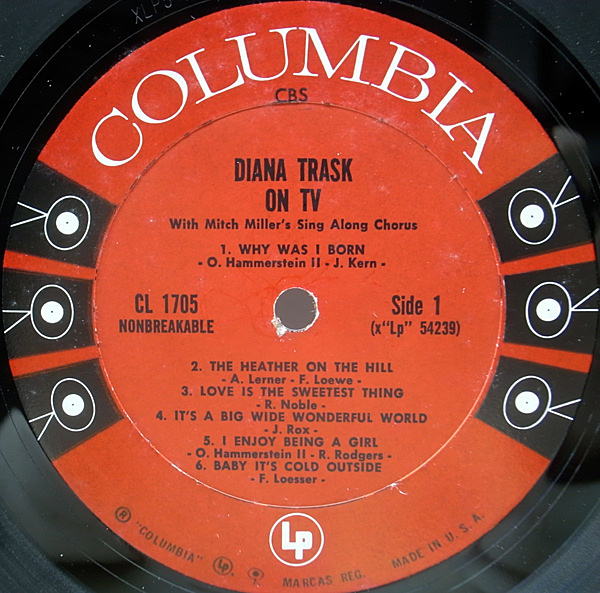 COLUMBIA
CBS
DIANA TRASK
ON TV
With Mitch Miller's Sing Along Chorus
1. WHY WAS I BORN
- O. Hammerstein II - J. Kern -
CL 1705
NONBREAKABLE
Side 1
(x"Lp" 54239)
2. THE HEATHER ON THE HILL
- A. Lerner - F. Loewe -
3. LOVE IS THE SWEETEST THING
- R. Noble -
4. IT'S A BIG WIDE WONDERFUL WORLD
- J. Rox -
5. I ENJOY BEING A GIRL
- O. Hammerstein II - R. Rodgers -
6. BABY IT'S COLD OUTSIDE
- F. Loesser -
Lp
® "COLUMBIA" MARCAS REG. MADE IN U.S.A.